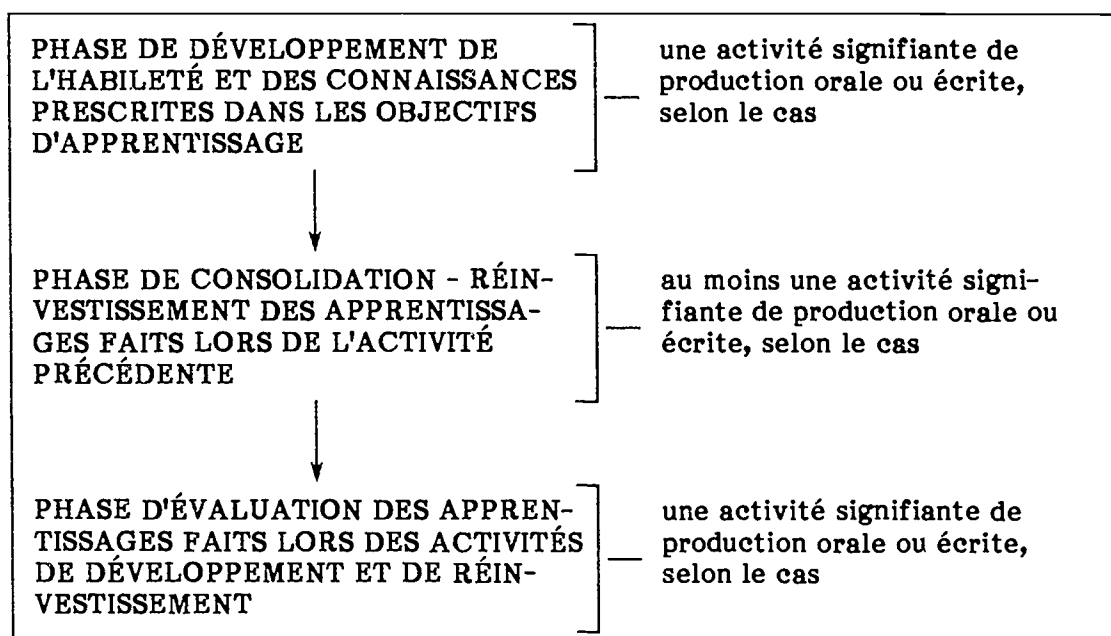 PHASE DE DÉVELOPPEMENT DE
L'HABILETÉ ET DES CONNAISSANCES
PRESCRITES DANS LES OBJECTIFS
D'APPRENTISSAGE
une activité signifiante de
production orale ou écrite,
selon le cas
PHASE DE CONSOLIDATION - RÉIN-
VESTISSEMENT DES APPRENTISSA-
GES FAITS LORS DE L'ACTIVITÉ
PRÉCÉDENTE
au moins une activité signi-
fiante de production orale ou
écrite, selon le cas
PHASE D'ÉVALUATION DES APPREN-
TISSAGES FAITS LORS DES ACTIVITÉS
DE DÉVELOPPEMENT ET DE RÉIN-
VESTISSEMENT
une activité signifiante de
production orale ou écrite,
selon le cas